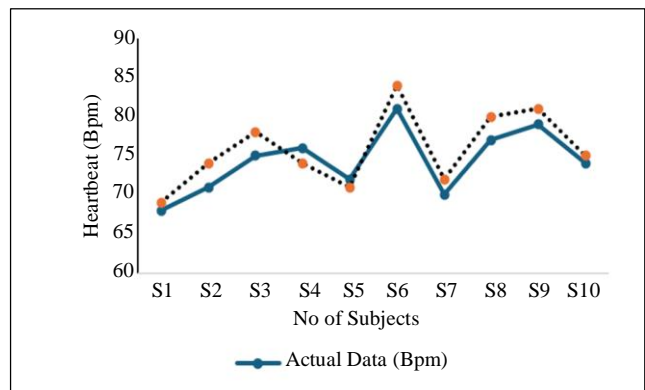 90
85
80
75
70
65
60
Heartbeat (Bpm)
S1 S2 S3 S4 S5 S6 S7 S8 S9 S10
No of Subjects
Actual Data (Bpm)